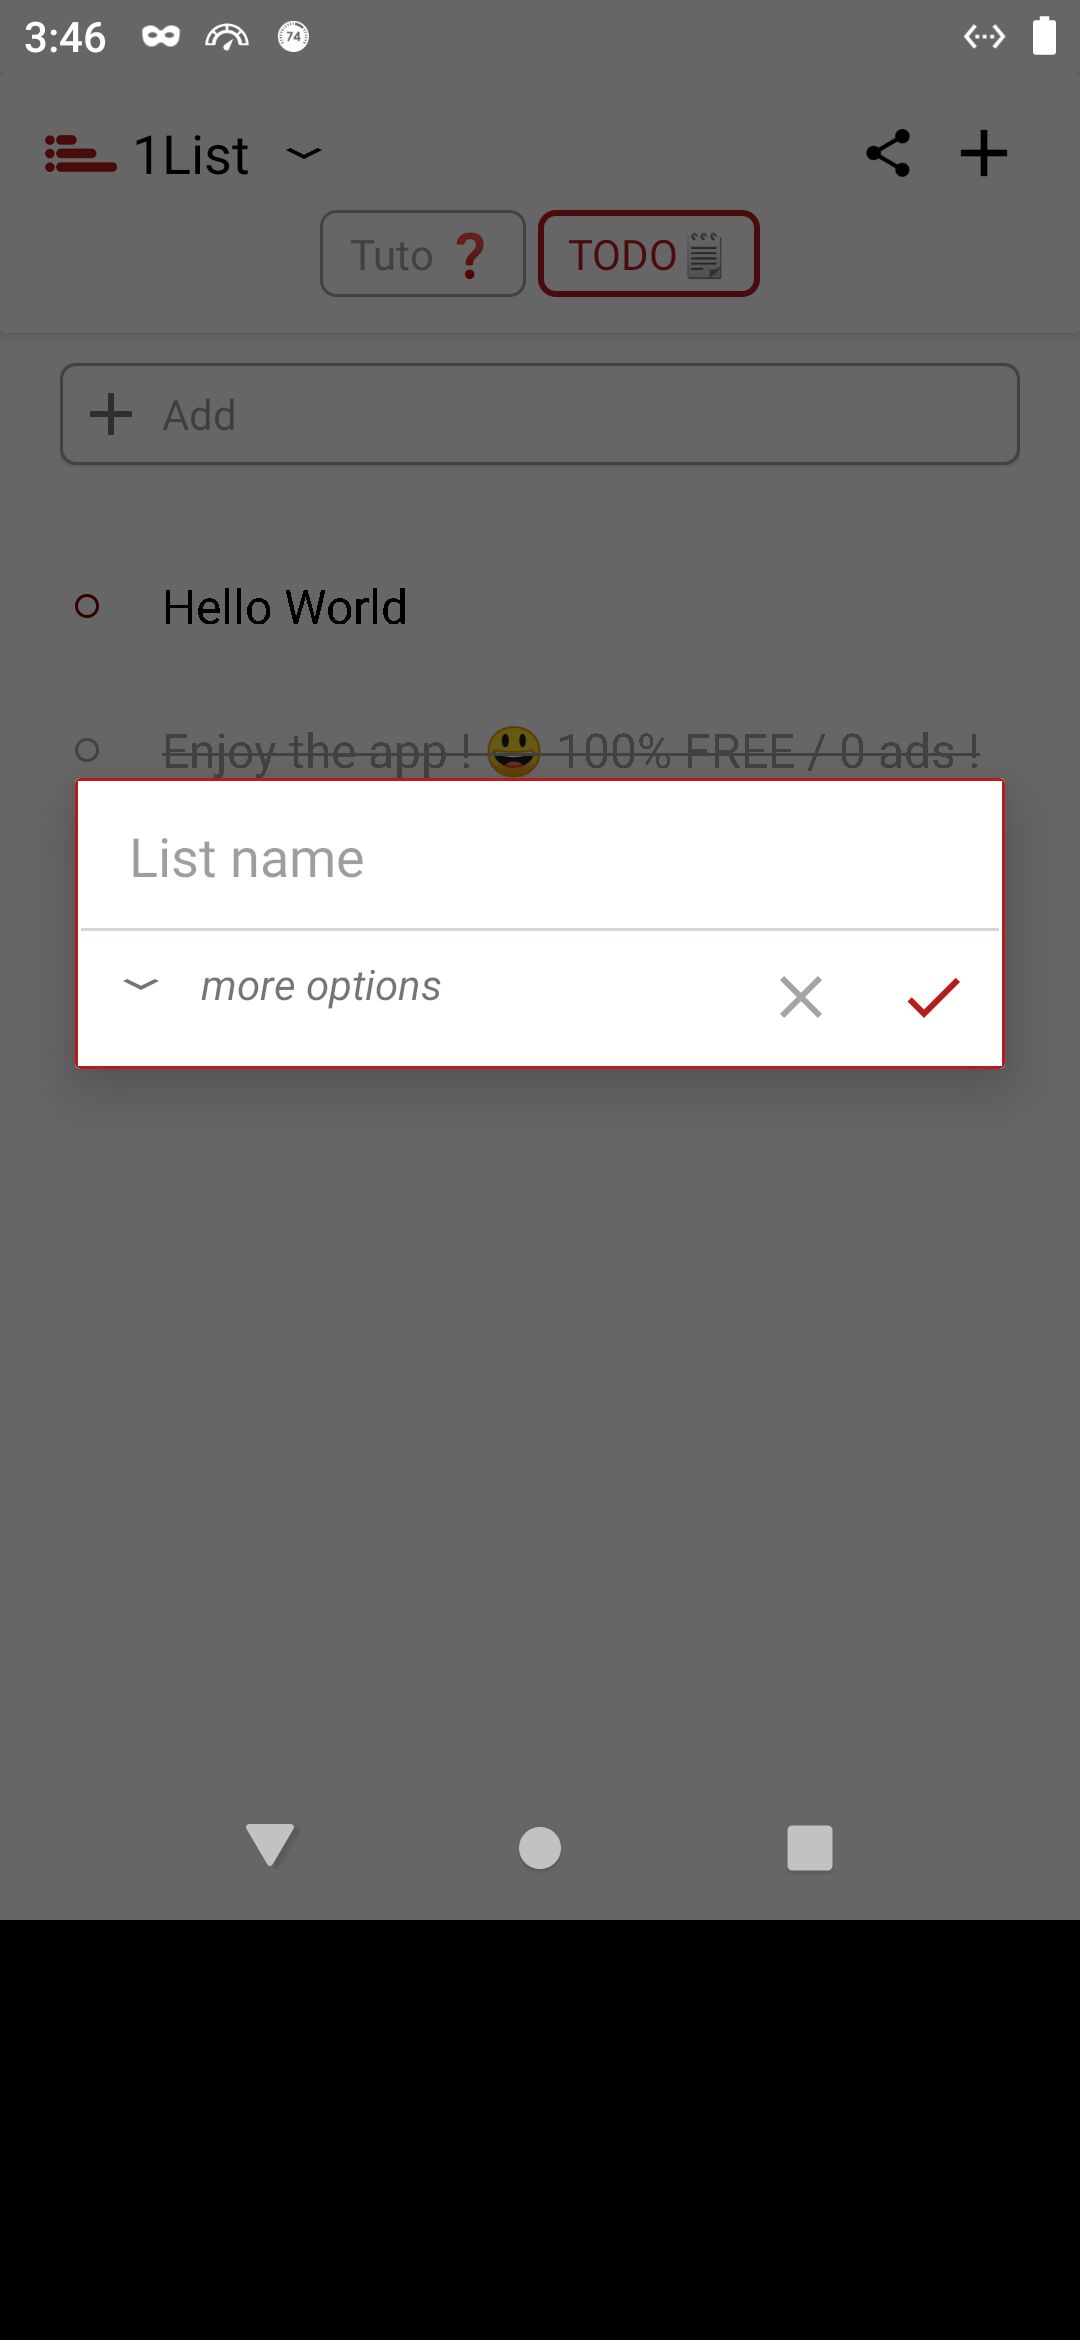 3:46
74
1List
Tuto ❓
TODO🗒
Add
Hello World
Enjoy the app ! 😃 100% FREE / 0 ads !
List name
more options